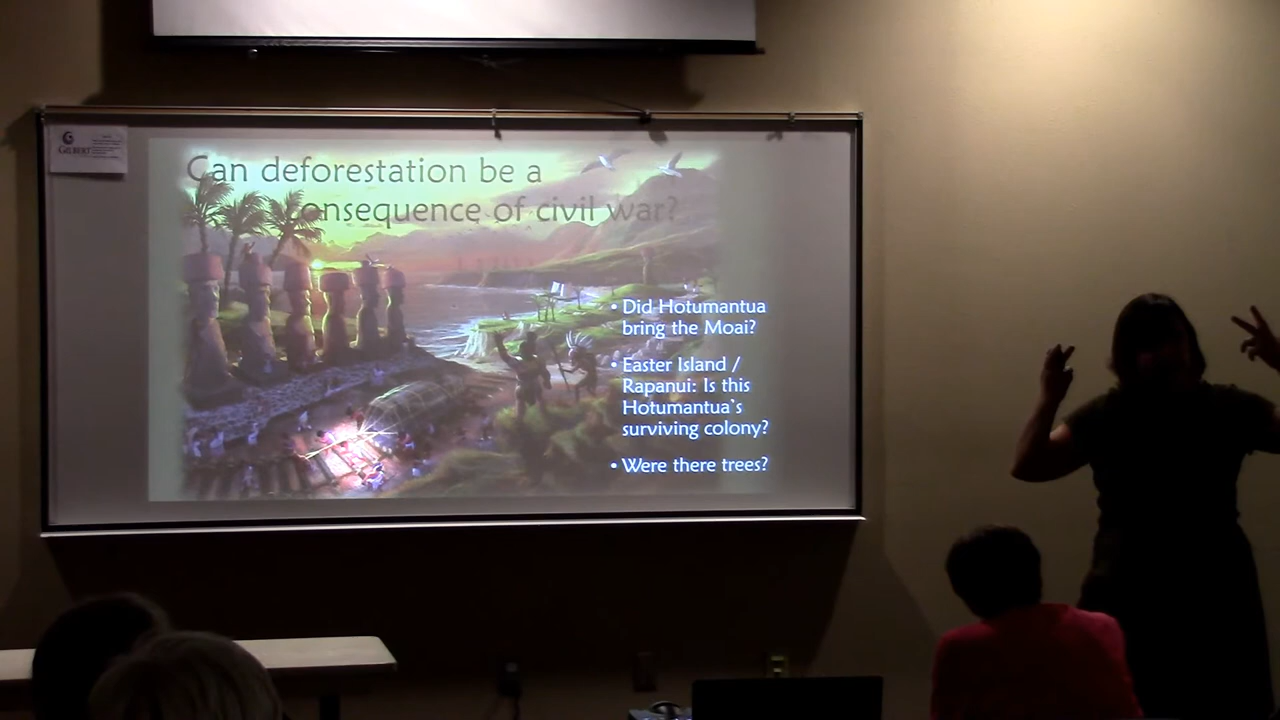 GILBERT
Can deforestation be a
consequence of civil war?
• Did Hotumantua
bring the Moai?
• Easter Island /
Rapanui: Is this
Hotumantua's
surviving colony?
• Were there trees?